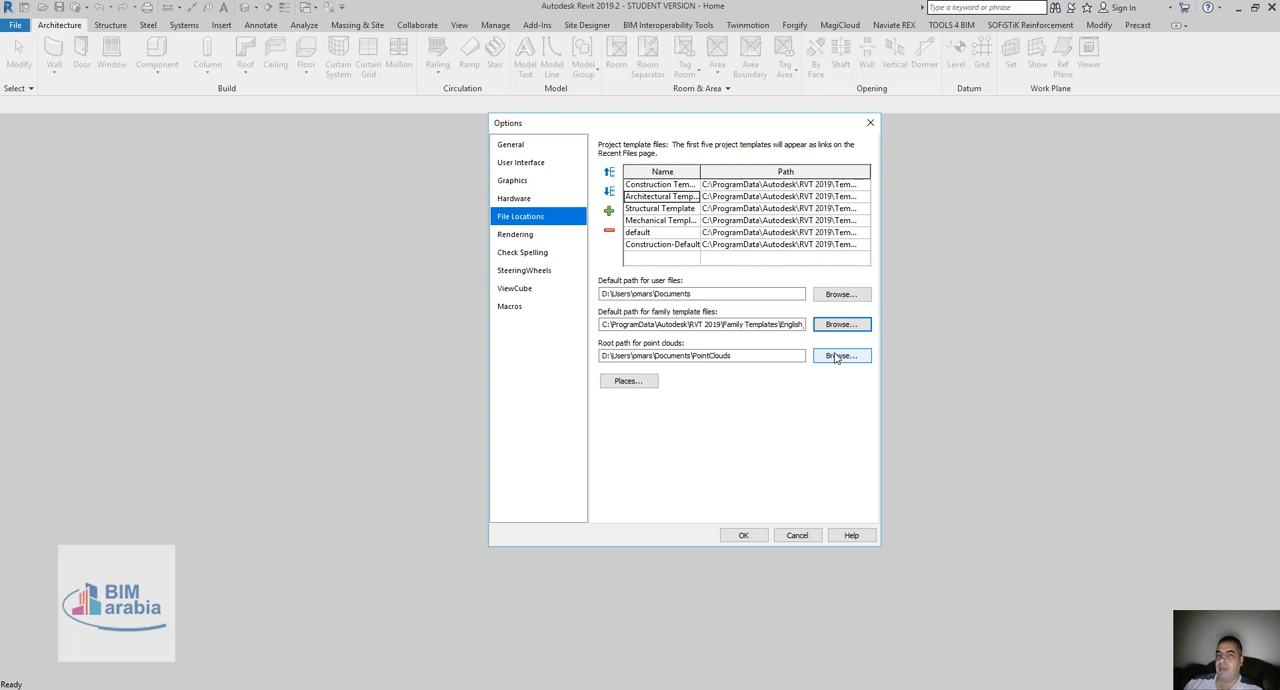 Autodesk Revit 2019.2 - STUDENT VERSION - Home
Type a keyword or phrase
Sign In
File Architecture Structure Steel Systems Insert Annotate Analyze Massing & Site Collaborate View Manage Add-Ins Site Designer BIM Interoperability Tools Twinmotion Forgify MagiCloud Naviate REX TOOLS 4 BIM SOFiSTiK Reinforcement Modify Precast
Modify Wall Door Window Component Column Roof Ceiling Floor Curtain System Curtain Grid Mullion Railing Ramp Stair Model Text Model Line Model Group Room Room Separator Tag Room Area Area Boundary Tag Area By Face Shaft Wall Vertical Dormer Level Grid Set Show Ref Plane Viewer
Select Build Circulation Model Room & Area Opening Datum Work Plane
Options
General
User Interface
Graphics
Hardware
File Locations
Rendering
Check Spelling
SteeringWheels
ViewCube
Macros
Project template files: The first five project templates will appear as links on the
Recent Files page.
Name Path
Construction Tem... C:\ProgramData\Autodesk\RVT 2019\Tem...
Architectural Temp... C:\ProgramData\Autodesk\RVT 2019\Tem...
Structural Template C:\ProgramData\Autodesk\RVT 2019\Tem...
Mechanical Templ... C:\ProgramData\Autodesk\RVT 2019\Tem...
default C:\ProgramData\Autodesk\RVT 2019\Tem...
Construction-Default C:\ProgramData\Autodesk\RVT 2019\Tem...
Default path for user files:
D:\Users\omars\Documents Browse...
Default path for family template files:
C:\ProgramData\Autodesk\RVT 2019\Family Templates\English_ Browse...
Root path for point clouds:
D:\Users\omars\Documents\PointClouds Browse...
Places...
OK Cancel Help
BIM
arabia
Ready